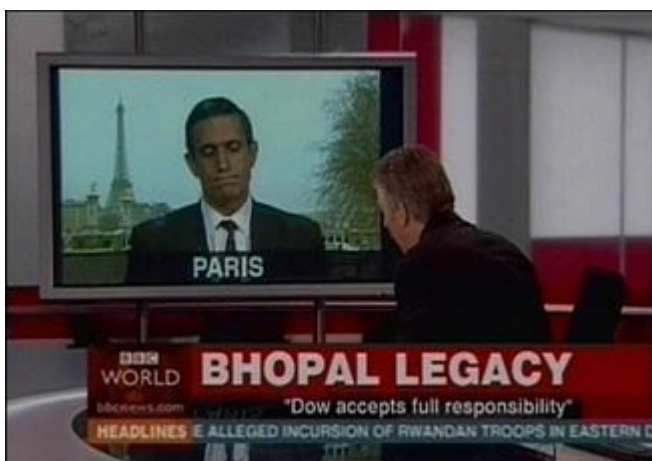 PARIS
BBC
WORLD
BHOPAL LEGACY
bbcnews.com
"Dow accepts full responsibility"
HEADLINES E ALLEGED INCURSION OF RWANDAN TROOPS IN EASTERN D